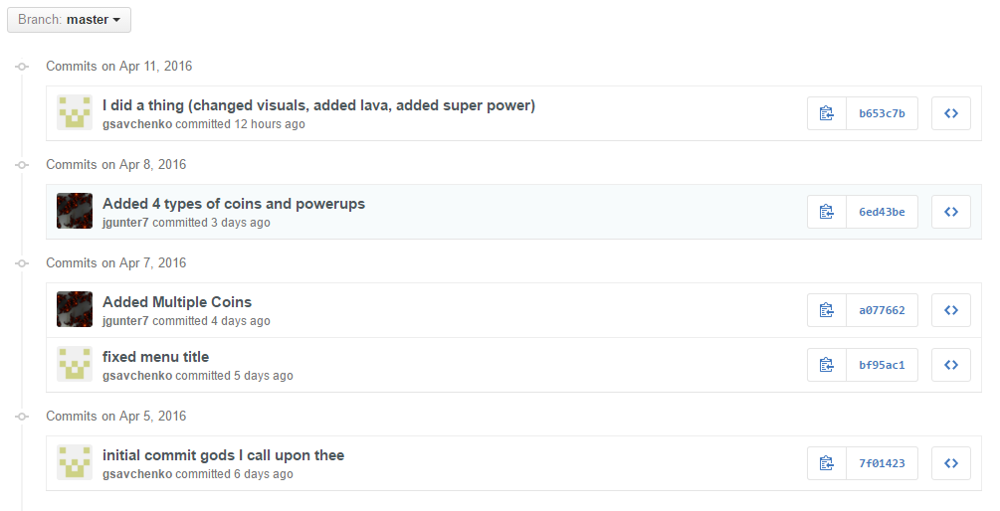 Branch: master
Commits on Apr 11, 2016
I did a thing (changed visuals, added lava, added super power)
gsavchenko committed 12 hours ago
b653c7b
Commits on Apr 8, 2016
Added 4 types of coins and powerups
jgunter7 committed 3 days ago
6ed43be
Commits on Apr 7, 2016
Added Multiple Coins
jgunter7 committed 4 days ago
a077662
fixed menu title
gsavchenko committed 5 days ago
bf95ac1
Commits on Apr 5, 2016
initial commit gods I call upon thee
gsavchenko committed 6 days ago
7f01423